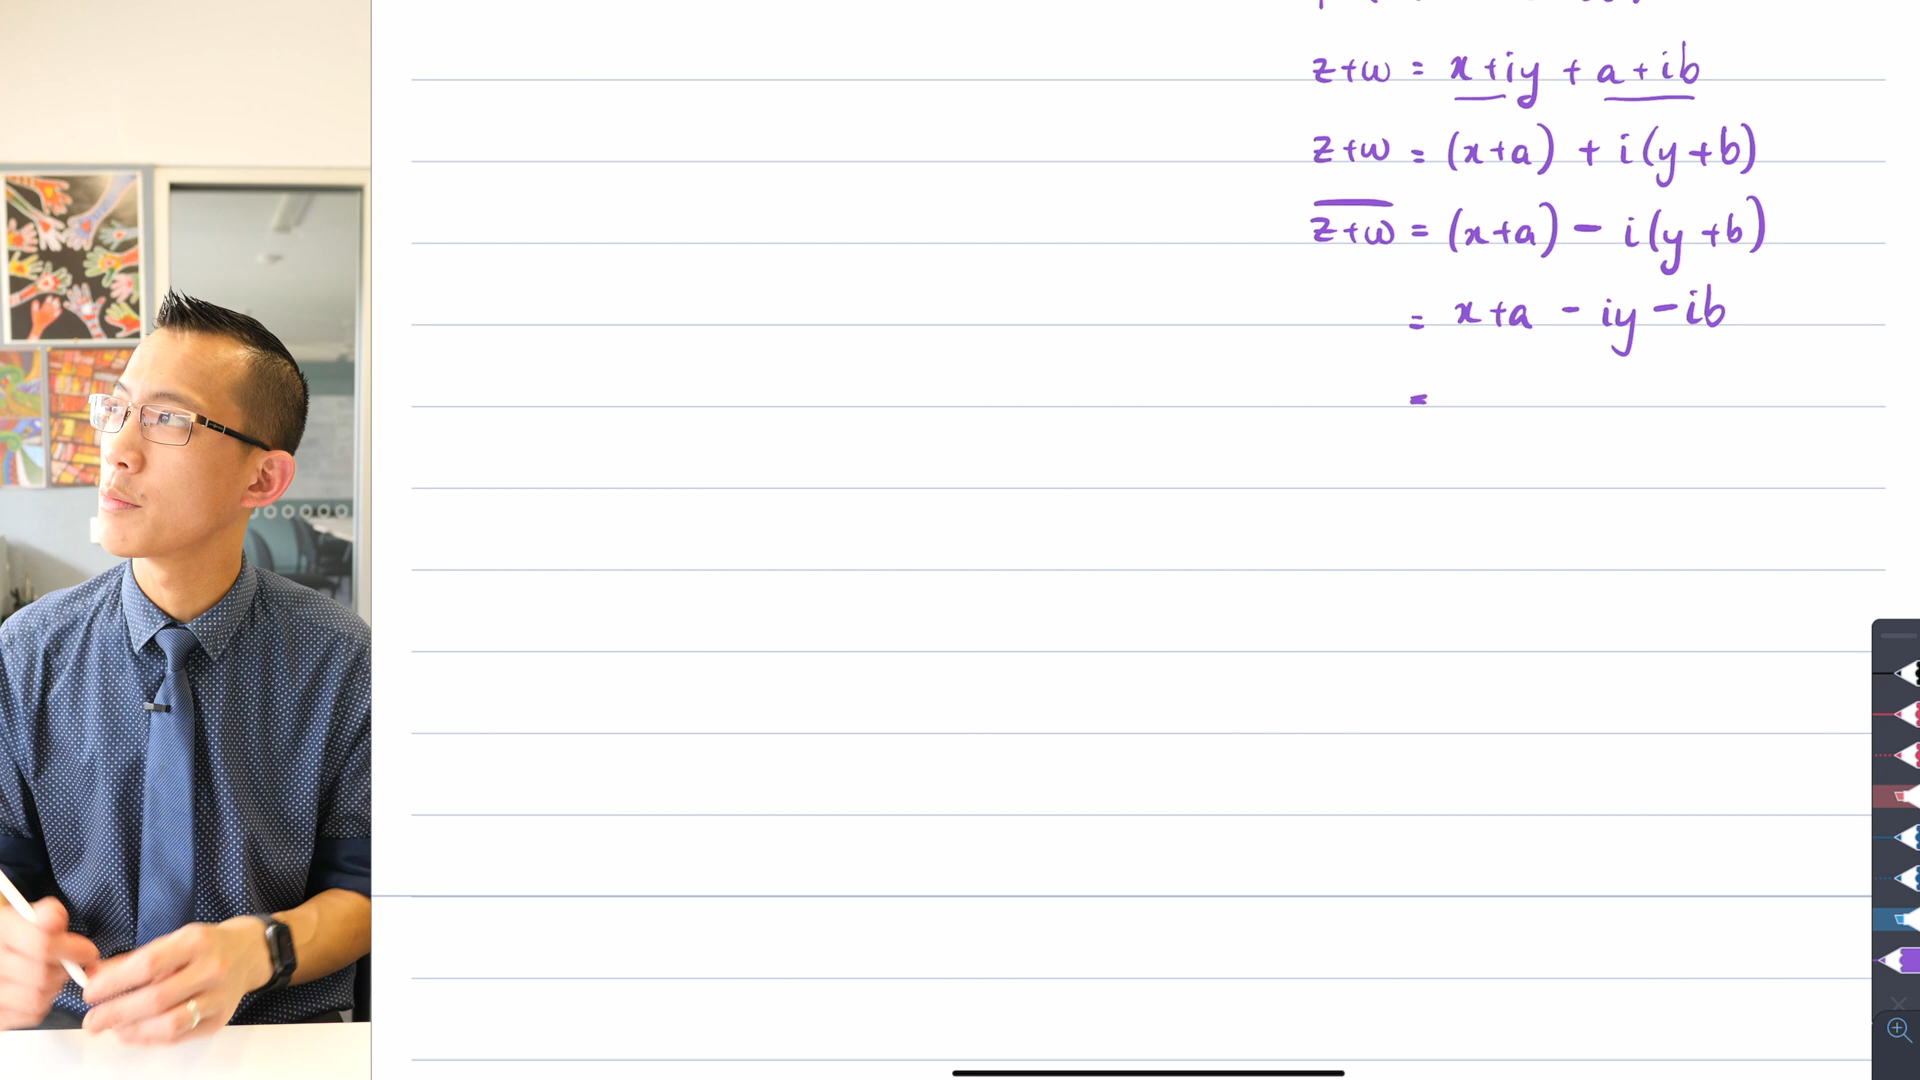 z+w = x+iy + a+ib
z+w = (x+a) + i(y+b)
z̅+̅w̅ = (x+a) - i(y+b)
= x+a - iy - ib
=